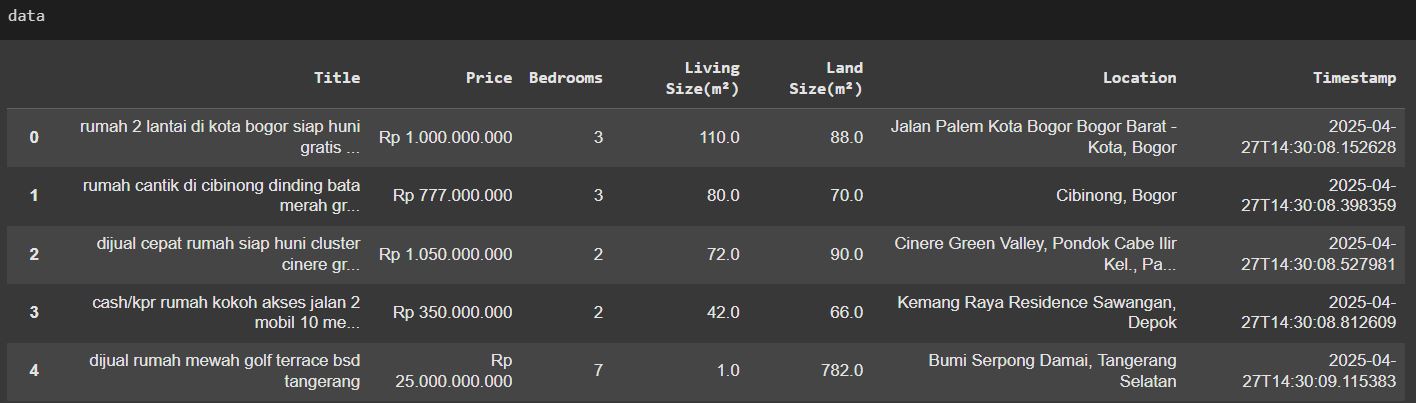 data
Title Price Bedrooms Living Size(m²) Land Size(m²) Location Timestamp
0 rumah 2 lantai di kota bogor siap huni gratis ... Rp 1.000.000.000 3 110.0 88.0 Jalan Palem Kota Bogor Bogor Barat - Kota, Bogor 2025-04-27T14:30:08.152628
1 rumah cantik di cibinong dinding bata merah gr... Rp 777.000.000 3 80.0 70.0 Cibinong, Bogor 2025-04-27T14:30:08.398359
2 dijual cepat rumah siap huni cluster cinere gr... Rp 1.050.000.000 2 72.0 90.0 Cinere Green Valley, Pondok Cabe Ilir Kel., Pa... 2025-04-27T14:30:08.527981
3 cash/kpr rumah kokoh akses jalan 2 mobil 10 me... Rp 350.000.000 2 42.0 66.0 Kemang Raya Residence Sawangan, Depok 2025-04-27T14:30:08.812609
4 dijual rumah mewah golf terrace bsd tangerang Rp 25.000.000.000 7 1.0 782.0 Bumi Serpong Damai, Tangerang Selatan 2025-04-27T14:30:09.115383